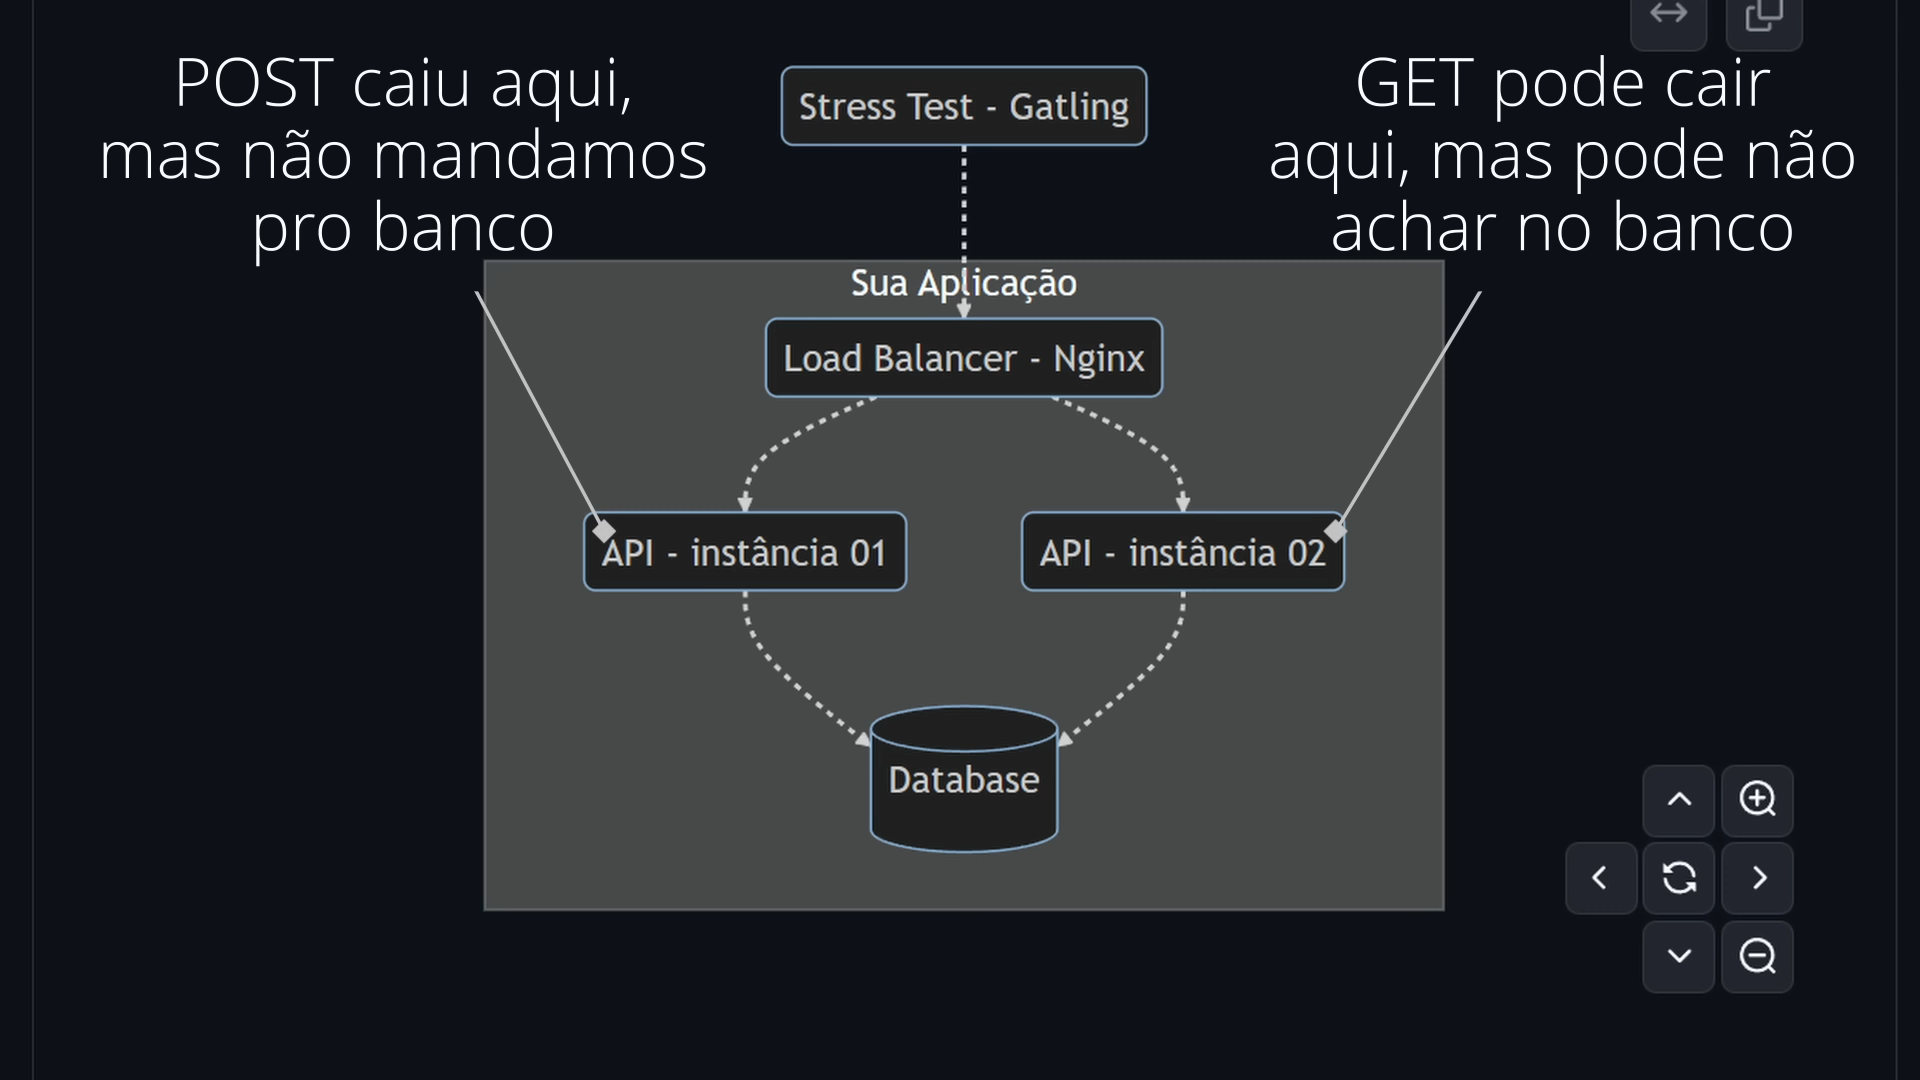 POST caiu aqui,
mas não mandamos
pro banco
Stress Test - Gatling
GET pode cair
aqui, mas pode não
achar no banco
Sua Aplicação
Load Balancer - Nginx
API - instância 01
API - instância 02
Database